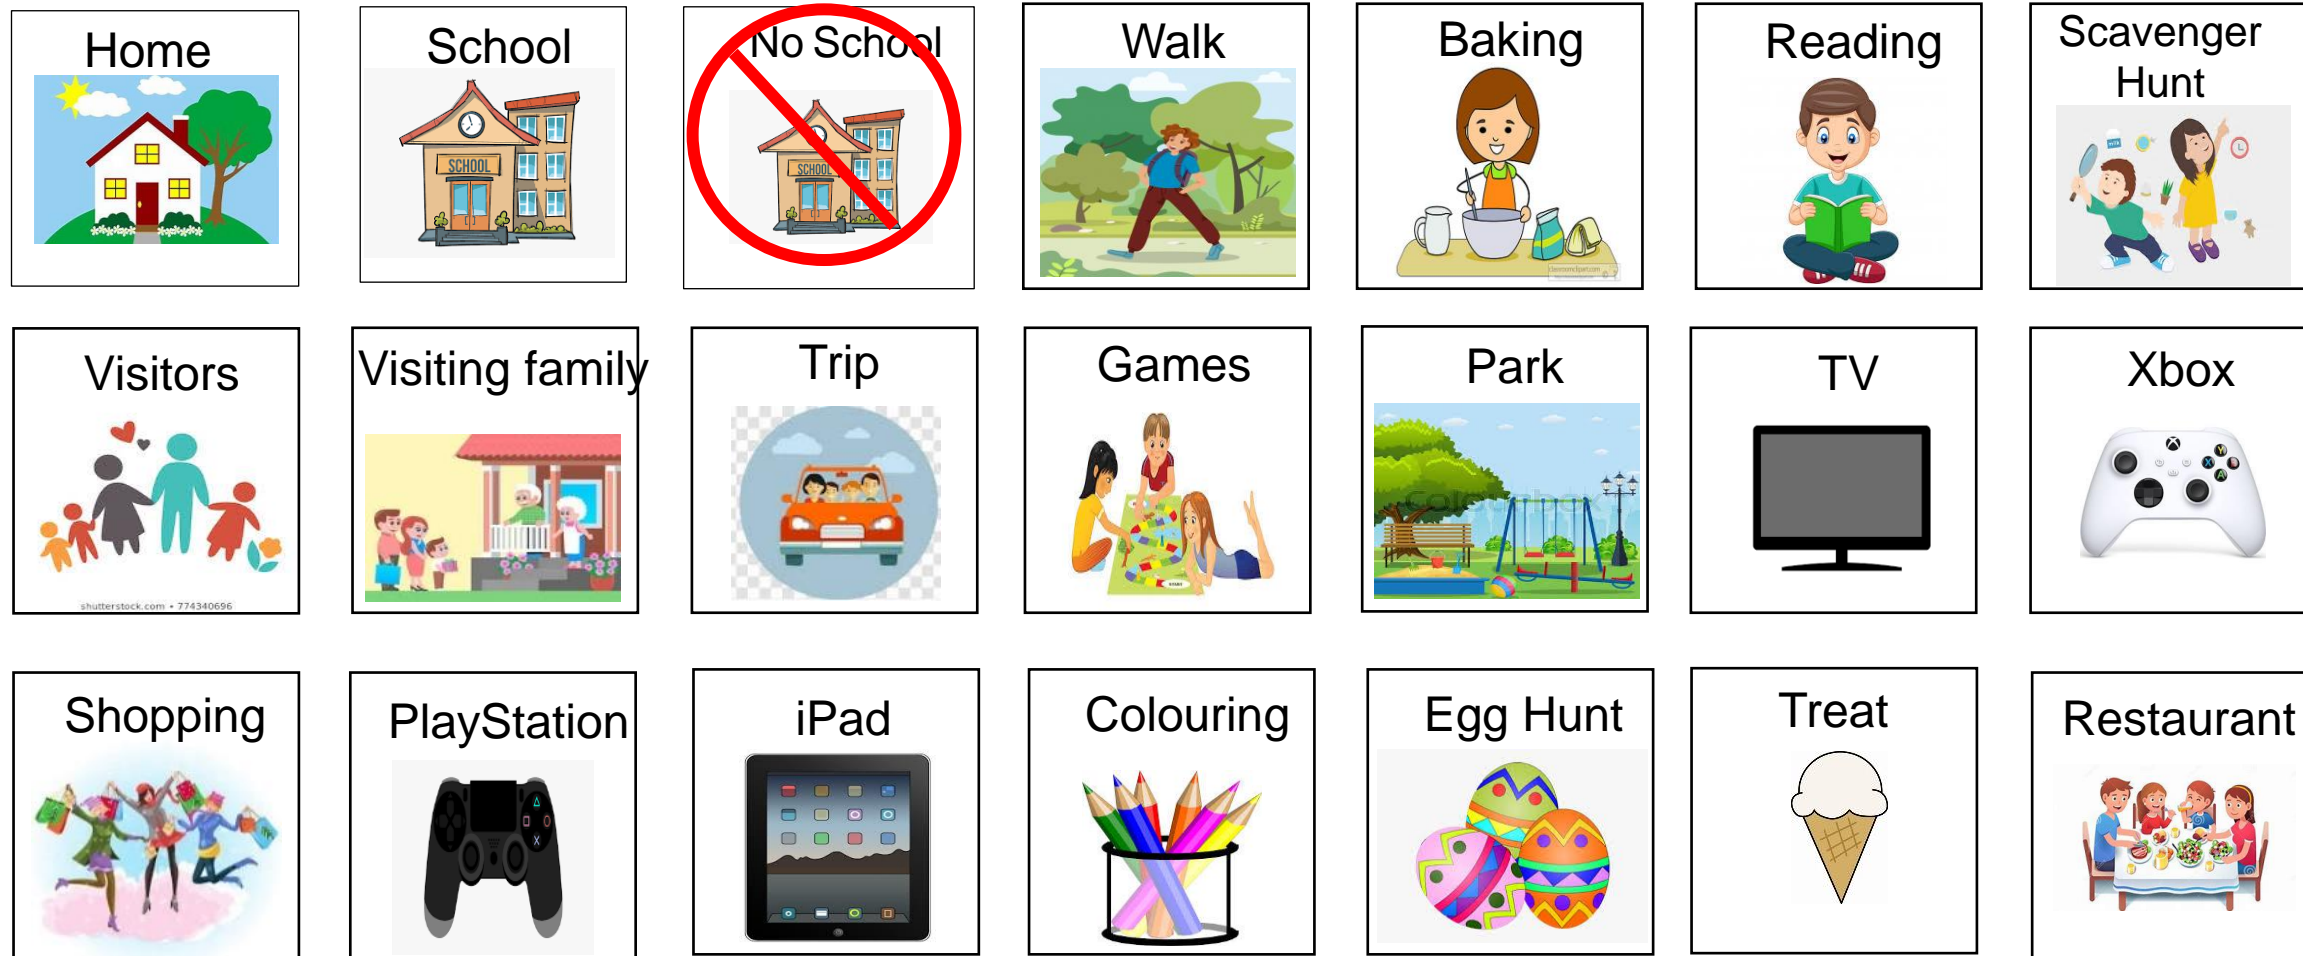 Home
School
No School
Walk
Baking
Reading
Scavenger
Hunt
SCHOOL
SCHOOL
Visitors
Visiting family
Trip
Games
Park
TV
Xbox
Colourbox
X
Y
B
A
shutterstock.com • 774340696
Shopping
PlayStation
iPad
Colouring
Egg Hunt
Treat
Restaurant